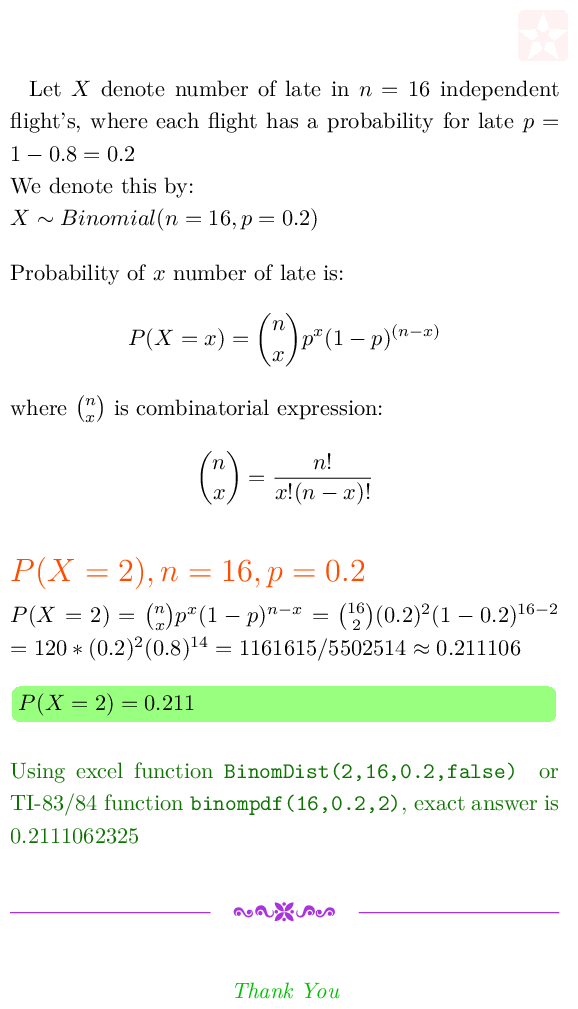 Let X denote number of late in n = 16 independent
flight's, where each flight has a probability for late p =
1 − 0.8 = 0.2
We denote this by:
X ∼ Binomial(n = 16, p = 0.2)
Probability of x number of late is:
P(X = x) = \binom{n}{x} p^x (1 − p)^{(n−x)}
where \binom{n}{x} is combinatorial expression:
\binom{n}{x} = \frac{n!}{x!(n − x)!}
P(X = 2), n = 16, p = 0.2
P(X = 2) = \binom{n}{x} p^x (1 − p)^{n−x} = \binom{16}{2} (0.2)^2 (1 − 0.2)^{16−2}
= 120 ∗ (0.2)^2 (0.8)^{14} = 1161615/5502514 ≈ 0.211106
P(X = 2) = 0.211
Using excel function BinomDist(2,16,0.2,false) or
TI-83/84 function binompdf(16,0.2,2), exact answer is
0.2111062325
Thank You